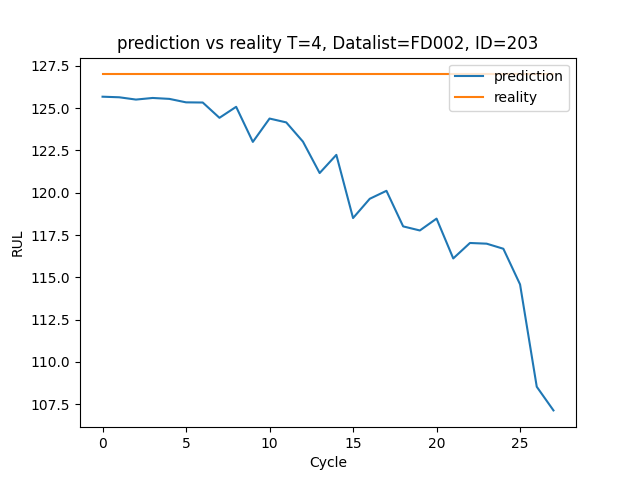 prediction vs reality T=4, Datalist=FD002, ID=203
127.5
125.0
122.5
120.0
117.5
115.0
112.5
110.0
107.5
RUL
prediction
reality
0 5 10 15 20 25
Cycle